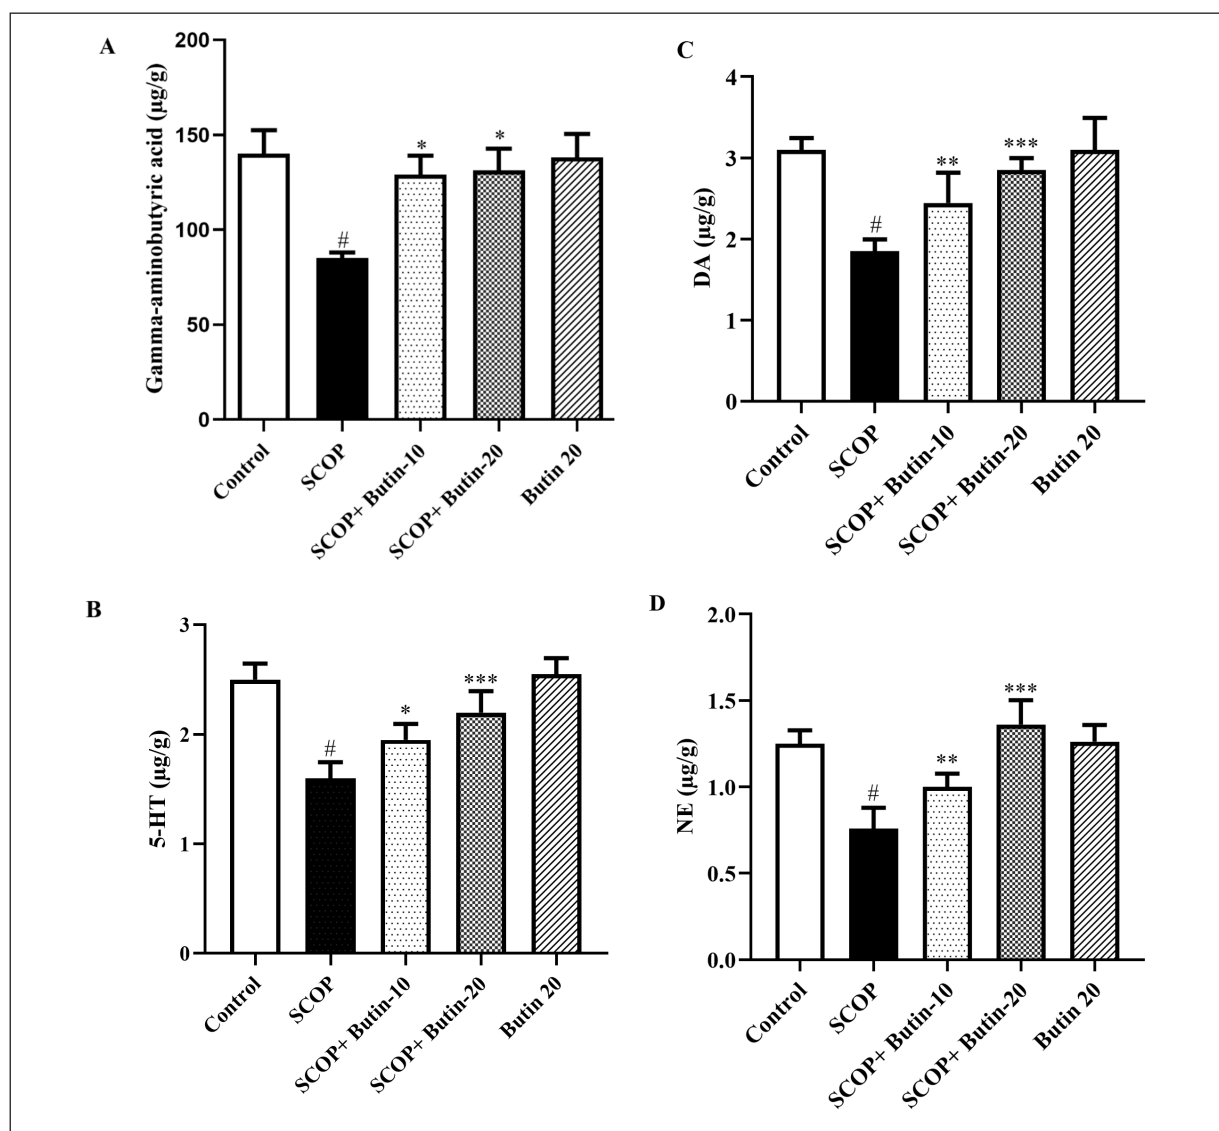 A
Gamma-aminobutyric acid (µg/g)
200
150
100
50
0
#
*
*
Control
SCOP
SCOP+ Butin-10
SCOP+ Butin-20
Butin 20
C
DA (µg/g)
4
3
2
1
0
#
**
***
Control
SCOP
SCOP+ Butin-10
SCOP+ Butin-20
Butin 20
B
5-HT (µg/g)
3
2
1
0
#
*
***
Control
SCOP
SCOP+ Butin-10
SCOP+ Butin-20
Butin 20
D
NE (µg/g)
2.0
1.5
1.0
0.5
0.0
#
**
***
Control
SCOP
SCOP+ Butin-10
SCOP+ Butin-20
Butin 20